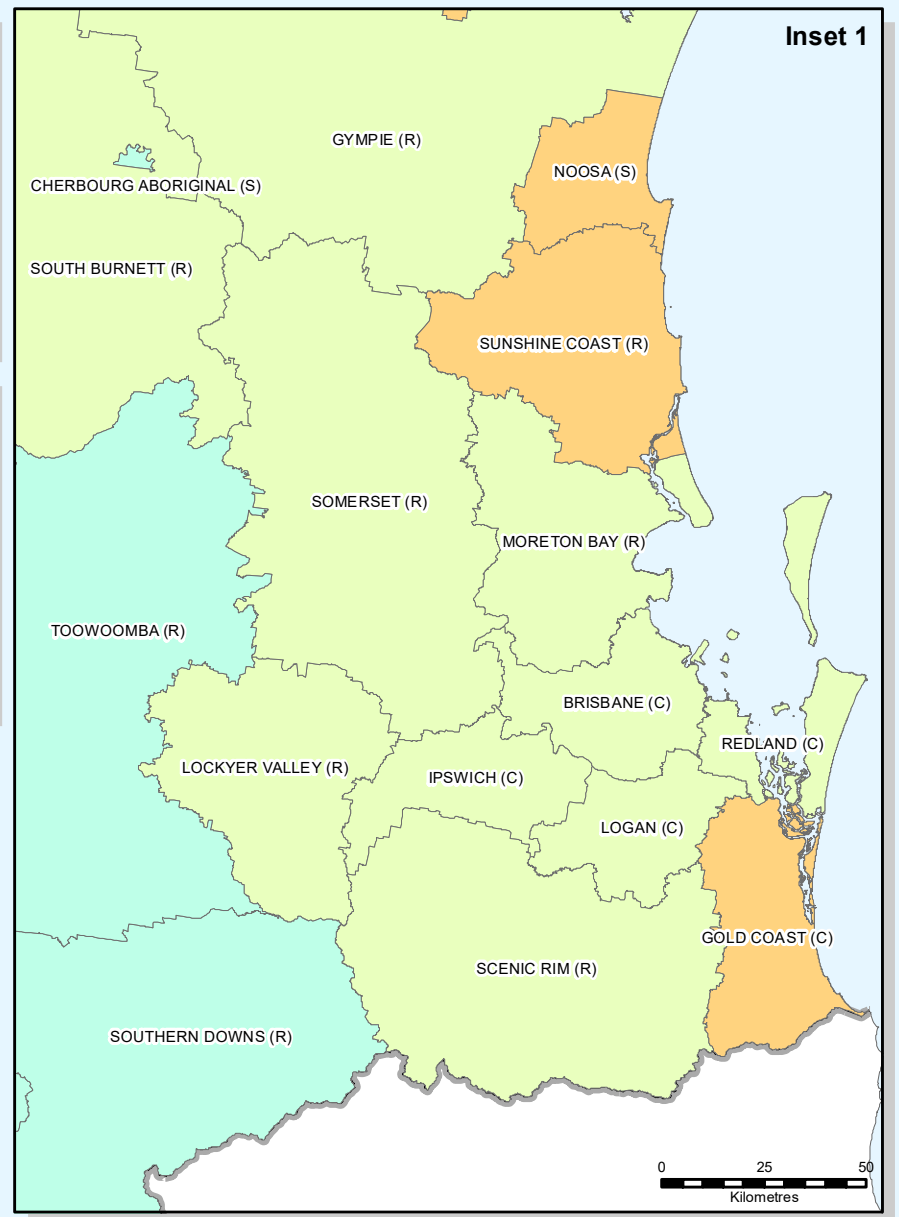 Inset 1
GYMPIE (R)
NOOSA (S)
CHERBOURG ABORIGINAL (S)
SOUTH BURNETT (R)
SUNSHINE COAST (R)
SOMERSET (R)
MORETON BAY (R)
TOOWOOMBA (R)
BRISBANE (C)
REDLAND (C)
LOCKYER VALLEY (R)
IPSWICH (C)
LOGAN (C)
GOLD COAST (C)
SCENIC RIM (R)
SOUTHERN DOWNS (R)
0 25 50
Kilometres